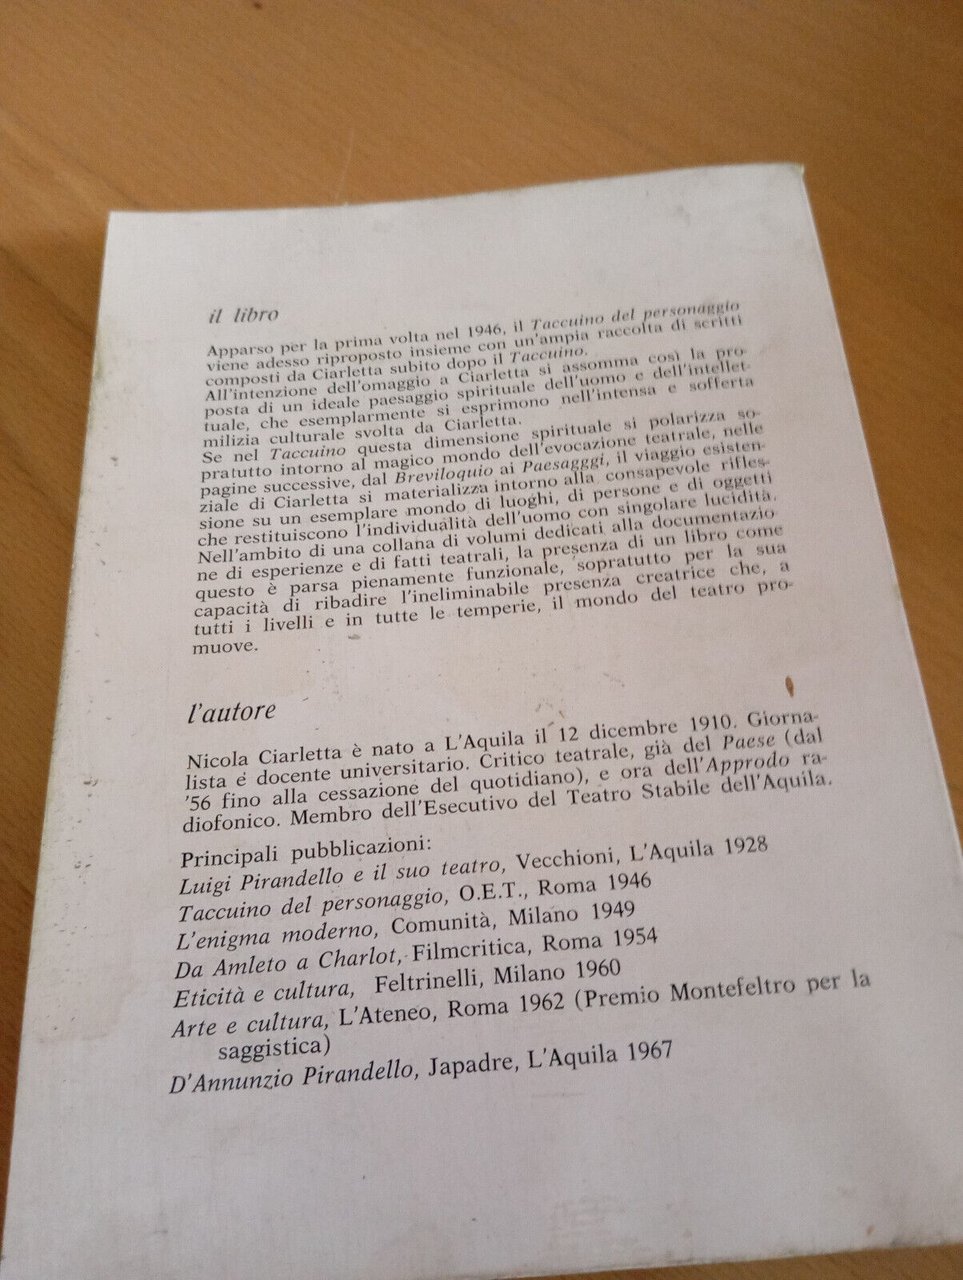 il libro
Apparso per la prima volta nel 1946, il Taccuino del personaggio
viene adesso riproposto insieme con un'ampia raccolta di scritti
composti da Ciarletta subito dopo il Taccuino.
All'intenzione dell'omaggio a Ciarletta si assomma così la pro-
posta di un ideale paesaggio spirituale dell'uomo e dell'intellet-
tuale, che esemplarmente si esprimono nell'intensa e sofferta
milizia culturale svolta da Ciarletta.
Se nel Taccuino questa dimensione spirituale si polarizza so-
pratutto intorno al magico mondo dell'evocazione teatrale, nelle
pagine successive, dal Breviloquio ai Paesagggi, il viaggio esisten-
ziale di Ciarletta si materializza intorno alla consapevole rifles-
sione su un esemplare mondo di luoghi, di persone e di oggetti
che restituiscono l'individualità dell'uomo con singolare lucidità.
Nell'ambito di una collana di volumi dedicati alla documentazio-
ne di esperienze e di fatti teatrali, la presenza di un libro come
questo è parsa pienamente funzionale, sopratutto per la sua
capacità di ribadire l'ineliminabile presenza creatrice che, a
tutti i livelli e in tutte le temperie, il mondo del teatro pro-
muove.
l'autore
Nicola Ciarletta è nato a L'Aquila il 12 dicembre 1910. Giorna-
lista e docente universitario. Critico teatrale, già del Paese (dal
'56 fino alla cessazione del quotidiano), e ora dell'Approdo ra-
diofonico. Membro dell'Esecutivo del Teatro Stabile dell'Aquila.
Principali pubblicazioni:
Luigi Pirandello e il suo teatro, Vecchioni, L'Aquila 1928
Taccuino del personaggio, O.E.T., Roma 1946
L'enigma moderno, Comunità, Milano 1949
Da Amleto a Charlot, Filmcritica, Roma 1954
Eticità e cultura, Feltrinelli, Milano 1960
Arte e cultura, L'Ateneo, Roma 1962 (Premio Montefeltro per la
saggistica)
D'Annunzio Pirandello, Japadre, L'Aquila 1967